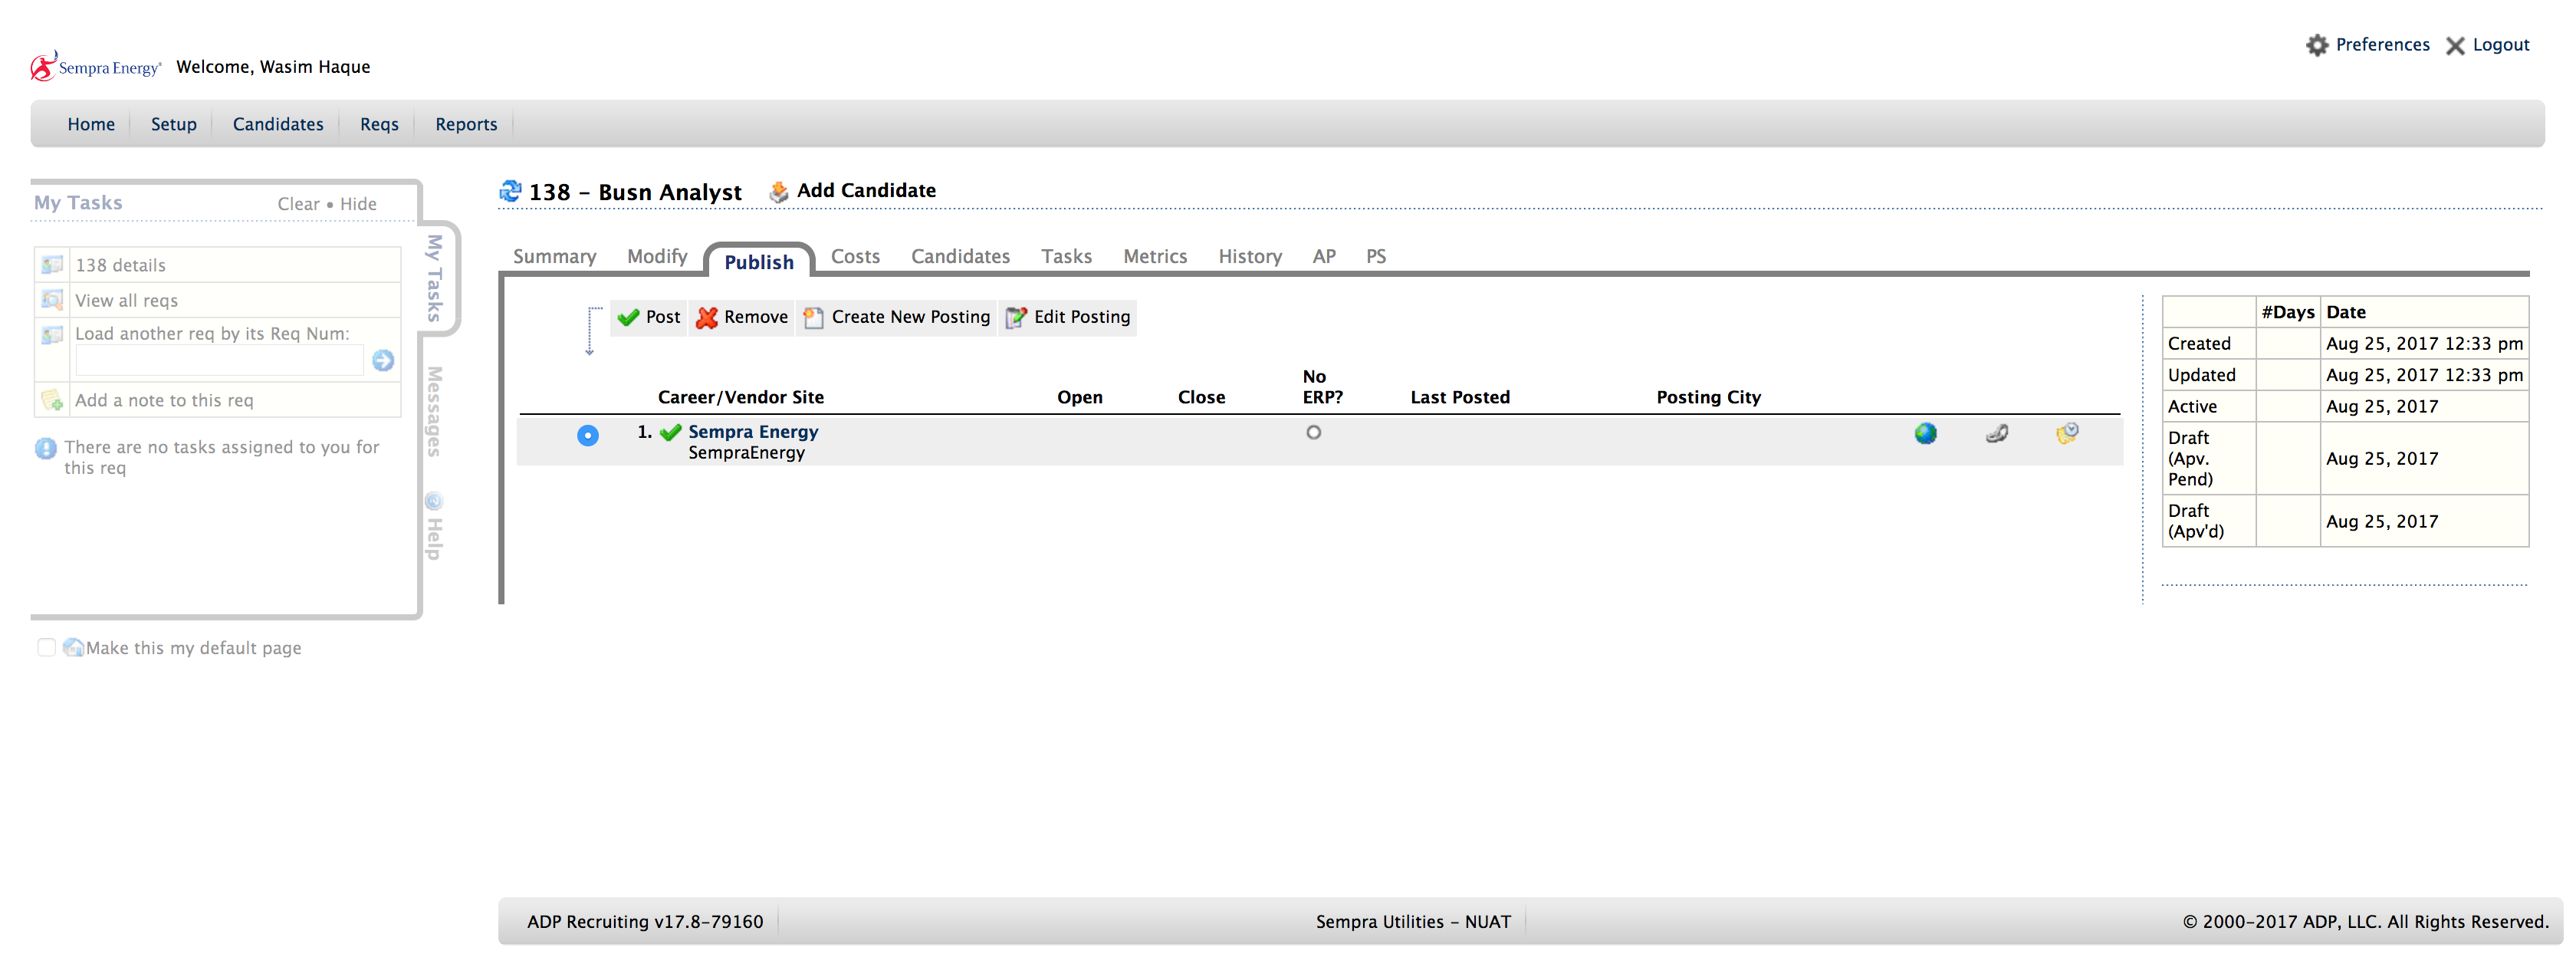 Preferences Logout
Sempra Energy® Welcome, Wasim Haque
Home Setup Candidates Reqs Reports
My Tasks Clear • Hide
138 details
View all reqs
Load another req by its Req Num:
Add a note to this req
There are no tasks assigned to you for
this req
My Tasks
Messages
Help
Make this my default page
138 - Busn Analyst Add Candidate
Summary Modify Publish Costs Candidates Tasks Metrics History AP PS
Post Remove Create New Posting Edit Posting
Career/Vendor Site Open Close No ERP? Last Posted Posting City
1. Sempra Energy
SempraEnergy
#Days Date
Created Aug 25, 2017 12:33 pm
Updated Aug 25, 2017 12:33 pm
Active Aug 25, 2017
Draft
(Apv.
Pend) Aug 25, 2017
Draft
(Apv'd) Aug 25, 2017
ADP Recruiting v17.8-79160 Sempra Utilities - NUAT © 2000-2017 ADP, LLC. All Rights Reserved.